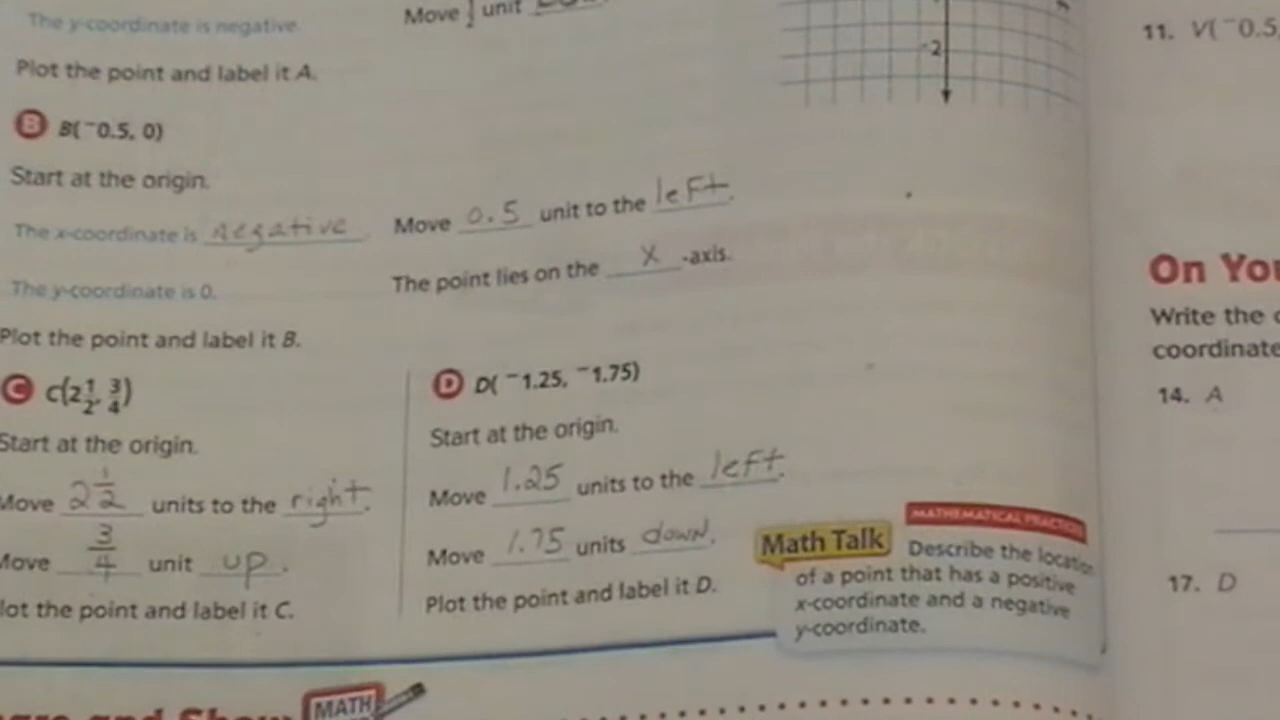 The y-coordinate is negative.
Move 1/2 unit
Plot the point and label it A.
B B(⁻0.5, 0)
Start at the origin.
The x-coordinate is negative
Move 0.5 unit to the left.
The y-coordinate is 0.
The point lies on the x-axis.
Plot the point and label it B.
C C(2 1/2, 3/4)
Start at the origin.
Move 2 1/2 units to the right.
Move 3/4 unit up.
lot the point and label it C.
D D(⁻1.25, ⁻1.75)
Start at the origin.
Move 1.25 units to the left.
Move 1.75 units down.
Plot the point and label it D.
-2
MATHEMATICAL PRACTICE
Math Talk Describe the location
of a point that has a positive
x-coordinate and a negative
y-coordinate.
MATH
and Show
11. V(⁻0.5,
On You
Write the
coordinate
14. A
17. D